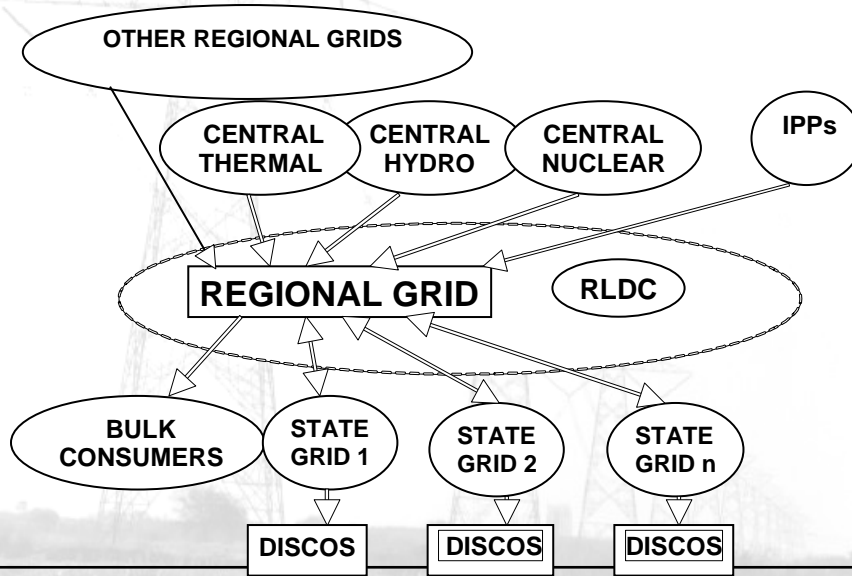 OTHER REGIONAL GRIDS
CENTRAL
THERMAL
CENTRAL
HYDRO
CENTRAL
NUCLEAR
IPPs
REGIONAL GRID
RLDC
BULK
CONSUMERS
STATE
GRID 1
STATE
GRID 2
STATE
GRID n
DISCOS
DISCOS
DISCOS